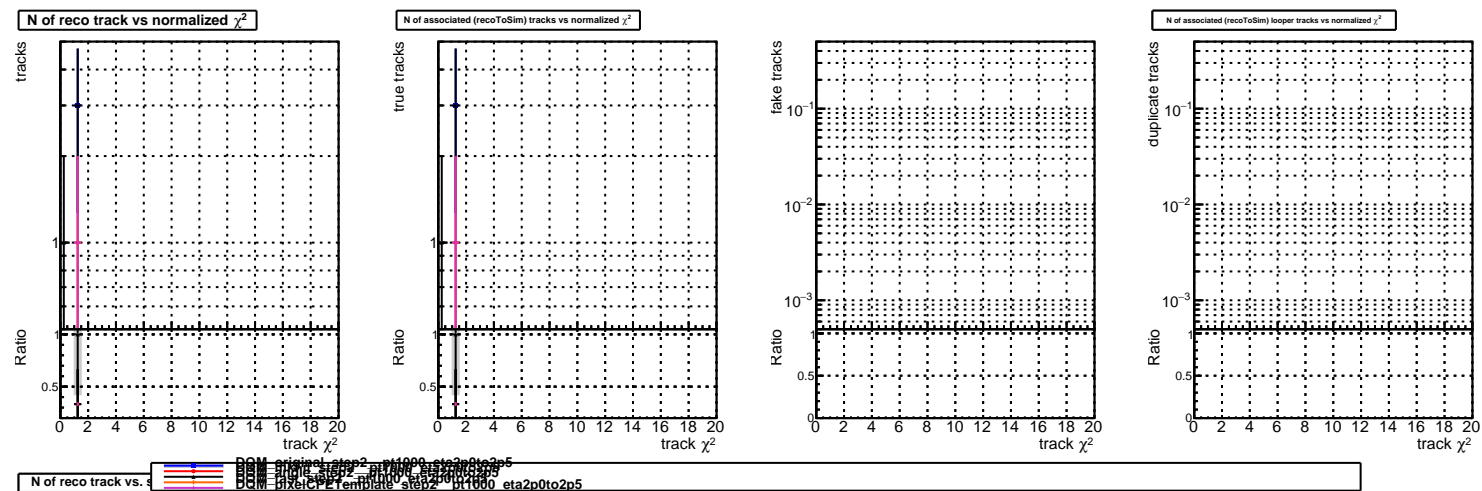 N of reco track vs normalized χ²
N of associated (recoToSim) tracks vs normalized χ²
N of associated (recoToSim) looper tracks vs normalized χ²
tracks
1
Ratio
1
0.5
0 2 4 6 8 10 12 14 16 18 20
track χ²
true tracks
1
Ratio
1
0.5
0 2 4 6 8 10 12 14 16 18 20
track χ²
fake tracks
10⁻¹
10⁻²
10⁻³
Ratio
1
0.5
0
0 2 4 6 8 10 12 14 16 18 20
track χ²
duplicate tracks
10⁻¹
10⁻²
10⁻³
Ratio
1
0.5
0
0 2 4 6 8 10 12 14 16 18 20
track χ²
N of reco track vs. s
DQM_original_step2__pt1000_eta2p0to2p5
DQM_angle_step2__pt1000_eta2p0to2p5
DQM_pixelCPETemplate_step2__pt1000_eta2p0to2p5